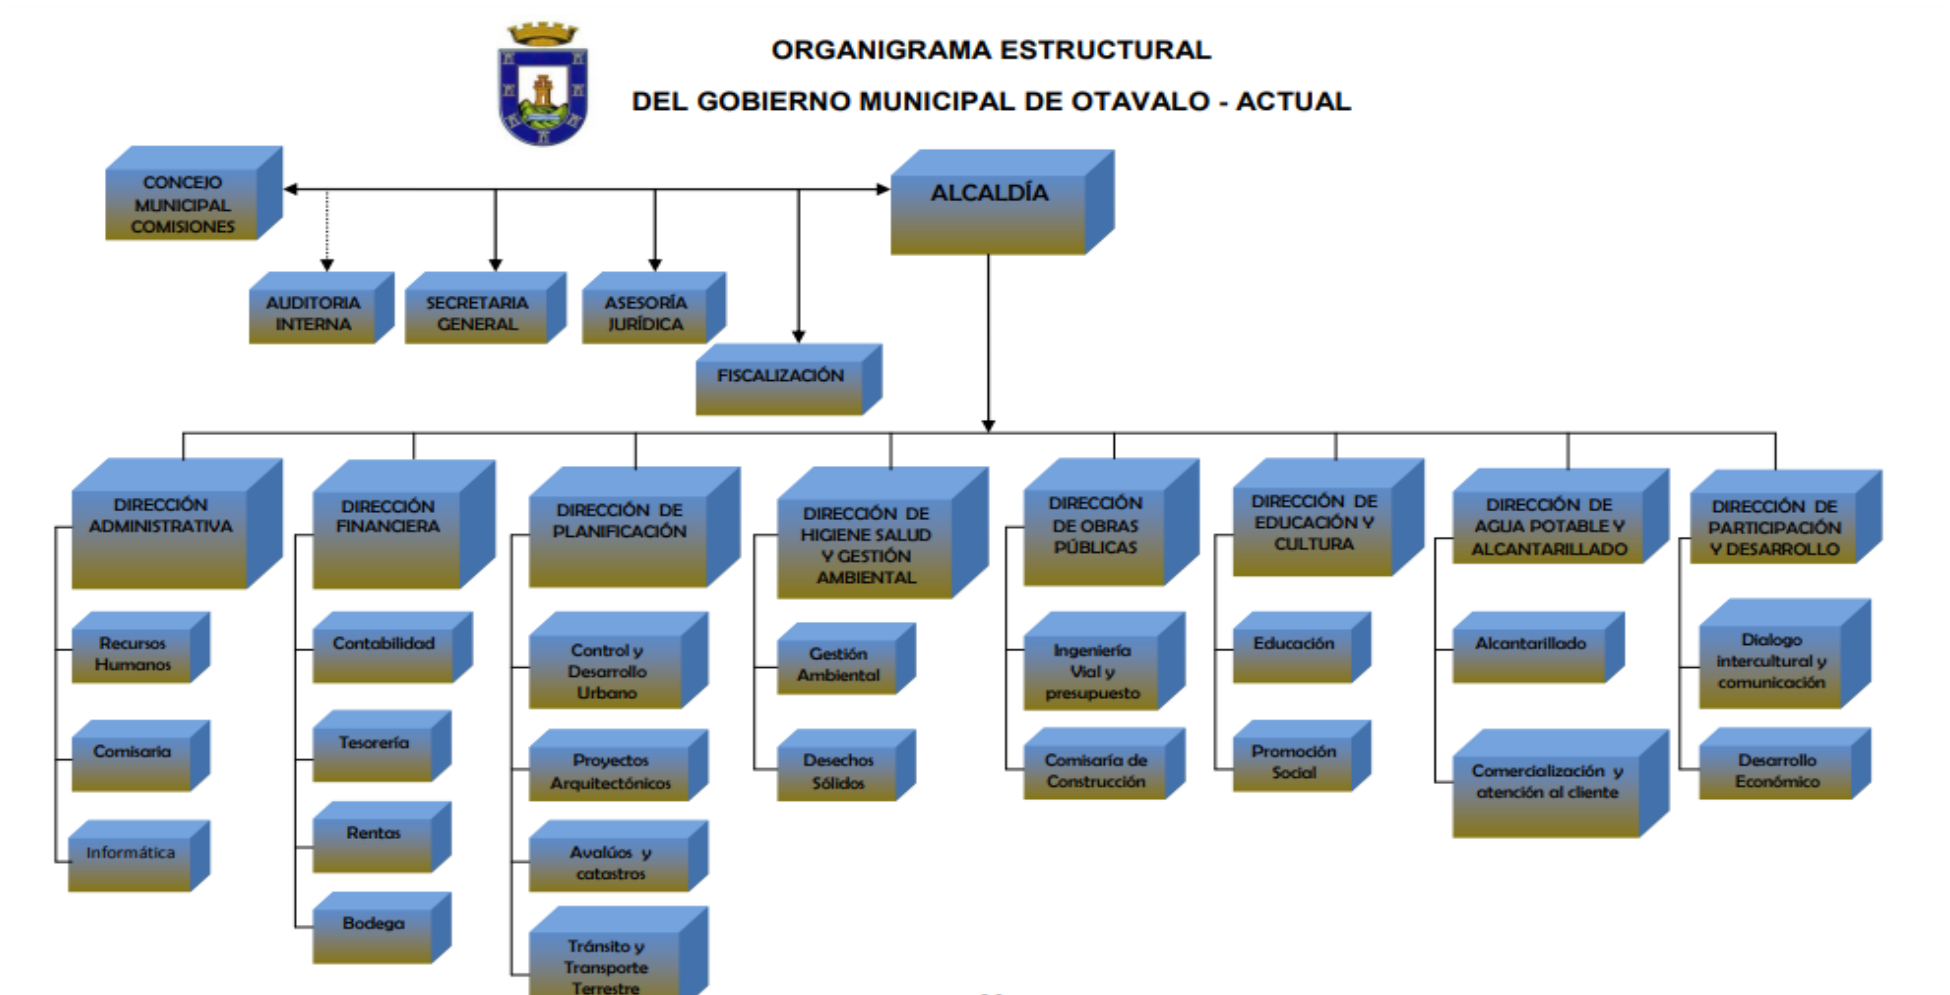 ORGANIGRAMA ESTRUCTURAL
DEL GOBIERNO MUNICIPAL DE OTAVALO - ACTUAL
CONCEJO
MUNICIPAL
COMISIONES
ALCALDÍA
AUDITORIA
INTERNA
SECRETARIA
GENERAL
ASESORÍA
JURÍDICA
FISCALIZACIÓN
DIRECCIÓN
ADMINISTRATIVA
Recursos
Humanos
Comisaria
Informática
DIRECCIÓN
FINANCIERA
Contabilidad
Tesorería
Rentas
Bodega
DIRECCIÓN DE
PLANIFICACIÓN
Control y
Desarrollo
Urbano
Proyectos
Arquitectónicos
Avalúos y
catastros
Tránsito y
Transporte
Terrestre
DIRECCIÓN DE
HIGIENE SALUD
Y GESTIÓN
AMBIENTAL
Gestión
Ambiental
Desechos
Sólidos
DIRECCIÓN
DE OBRAS
PÚBLICAS
Ingeniería
Vial y
presupuesto
Comisaría de
Construcción
DIRECCIÓN DE
EDUCACIÓN Y
CULTURA
Educación
Promoción
Social
DIRECCIÓN DE
AGUA POTABLE Y
ALCANTARILLADO
Alcantarillado
Comercialización y
atención al cliente
DIRECCIÓN DE
PARTICIPACIÓN
Y DESARROLLO
Dialogo
intercultural y
comunicación
Desarrollo
Económico